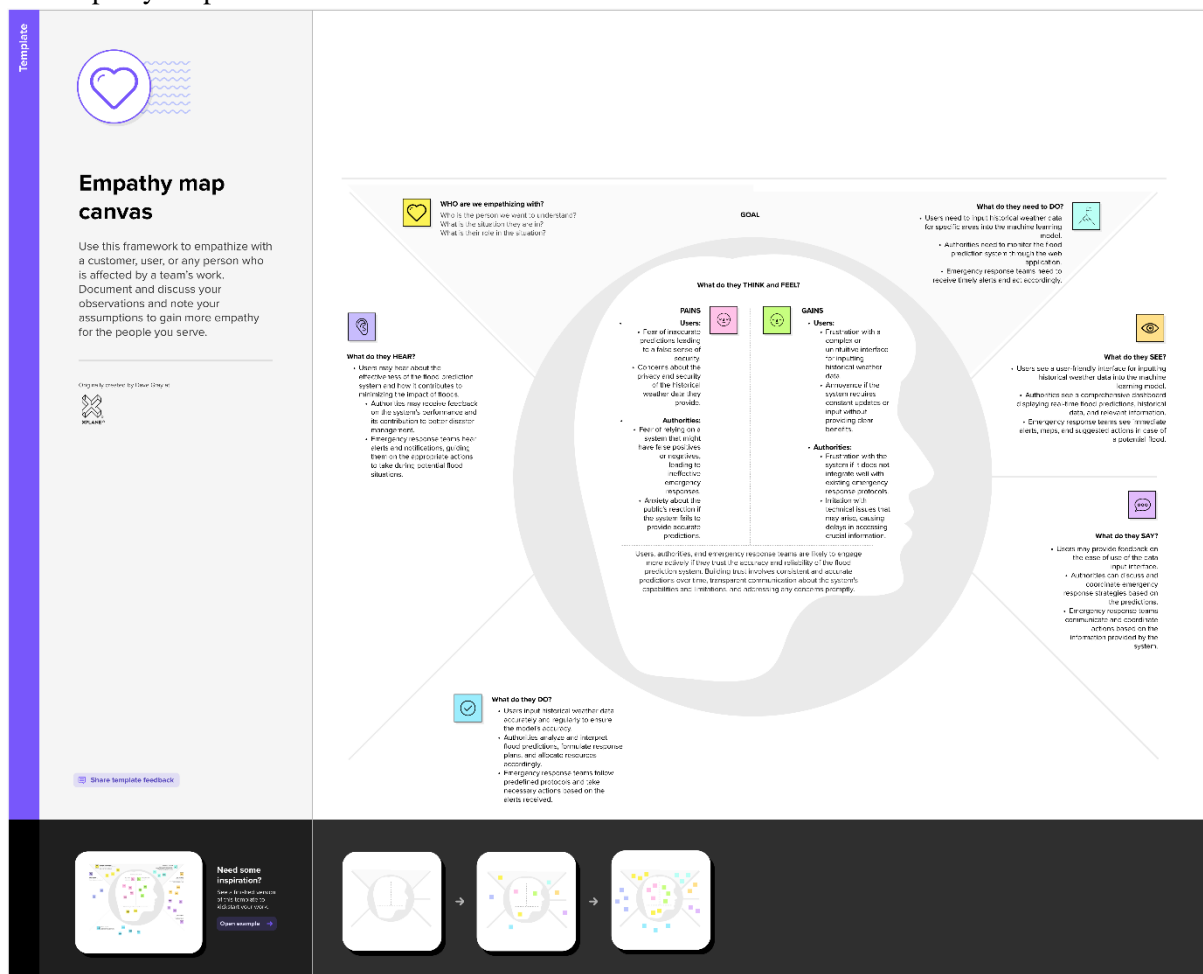 Template
Empathy map
canvas
Use this framework to empathize with
a customer, user, or any person who
is affected by a team's work.
Document and discuss your
observations and note your
assumptions to gain more empathy
for the people you serve.
Originally created by Dave Gray at
XPLANE
Share template feedback
WHO are we empathizing with?
Who is the person we want to understand?
What is the situation they are in?
What is their role in the situation?
GOAL
What do they need to DO?
• Users need to input historical weather data
for specific areas into the machine learning
model.
• Authorities need to monitor the flood
prediction system through the web
application.
• Emergency response teams need to
receive timely alerts and act accordingly.
What do they THINK and FEEL?
PAINS
• Users:
• Fear of inaccurate
predictions leading
to a false sense of
security.
• Concerns about the
privacy and security
of the historical
weather data they
provide.
• Authorities:
• Fear of relying on a
system that might
have false positives
or negatives,
leading to
ineffective
emergency
responses.
• Anxiety about the
public's reaction if
the system fails to
provide accurate
predictions.
GAINS
• Users:
• Frustration with a
complex or
unintuitive interface
for inputting
historical weather
data.
• Annoyance if the
system requires
constant updates or
input without
providing clear
benefits.
• Authorities:
• Frustration with the
system if it does not
integrate well with
existing emergency
response protocols.
• Irritation with
technical issues that
may arise, causing
delays in accessing
crucial information.
Users, authorities, and emergency response teams are likely to engage
more actively if they trust the accuracy and reliability of the flood
prediction system. Building trust involves consistent and accurate
predictions over time, transparent communication about the system's
capabilities and limitations, and addressing any concerns promptly.
What do they HEAR?
• Users may hear about the
effectiveness of the flood prediction
system and how it contributes to
minimizing the impact of floods.
• Authorities may receive feedback
on the system's performance and
its contribution to better disaster
management.
• Emergency response teams hear
alerts and notifications, guiding
them on the appropriate actions
to take during potential flood
situations.
What do they SEE?
• Users see a user-friendly interface for inputting
historical weather data into the machine
learning model.
• Authorities see a comprehensive dashboard
displaying real-time flood predictions, historical
data, and relevant information.
• Emergency response teams see immediate
alerts, maps, and suggested actions in case of
a potential flood.
What do they SAY?
• Users may provide feedback on
the ease of use of the data
input interface.
• Authorities can discuss and
coordinate emergency
response strategies based on
the predictions.
• Emergency response teams
communicate and coordinate
actions based on the
information provided by the
system.
What do they DO?
• Users input historical weather data
accurately and regularly to ensure
the model's accuracy.
• Authorities analyze and interpret
flood predictions, formulate response
plans, and allocate resources
accordingly.
• Emergency response teams follow
predefined protocols and take
necessary actions based on the
alerts received.
Need some
inspiration?
See a finished version
of this template to
kickstart your work.
Open example